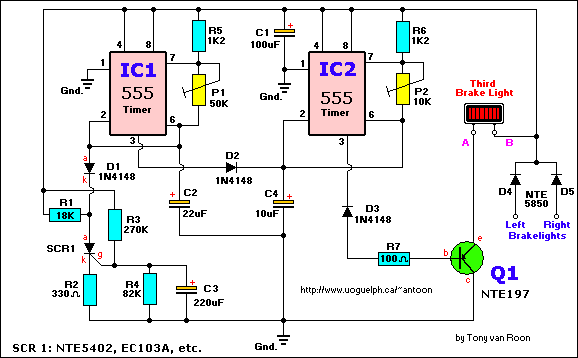 R5
1K2
C1
100uF
R6
1K2
4
8
4
8
1
7
1
7
IC1
555
Timer
IC2
555
Timer
Third
Brake Light
Gnd.
P1
50K
Gnd.
P2
10K
2
6
3
2
6
3
A
B
a
k
D1
1N4148
D2
1N4148
D3
1N4148
D4
NTE
5850
D5
C2
22uF
C4
10uF
R1
18K
R3
270K
Left
Brakelights
Right
SCR1
a
k
g
R7
100Ω
b
e
c
Q1
NTE197
R2
330Ω
R4
82K
C3
220uF
http://www.uoguelph.ca/~antoon
Gnd.
by Tony van Roon
SCR 1: NTE5402, EC103A, etc.